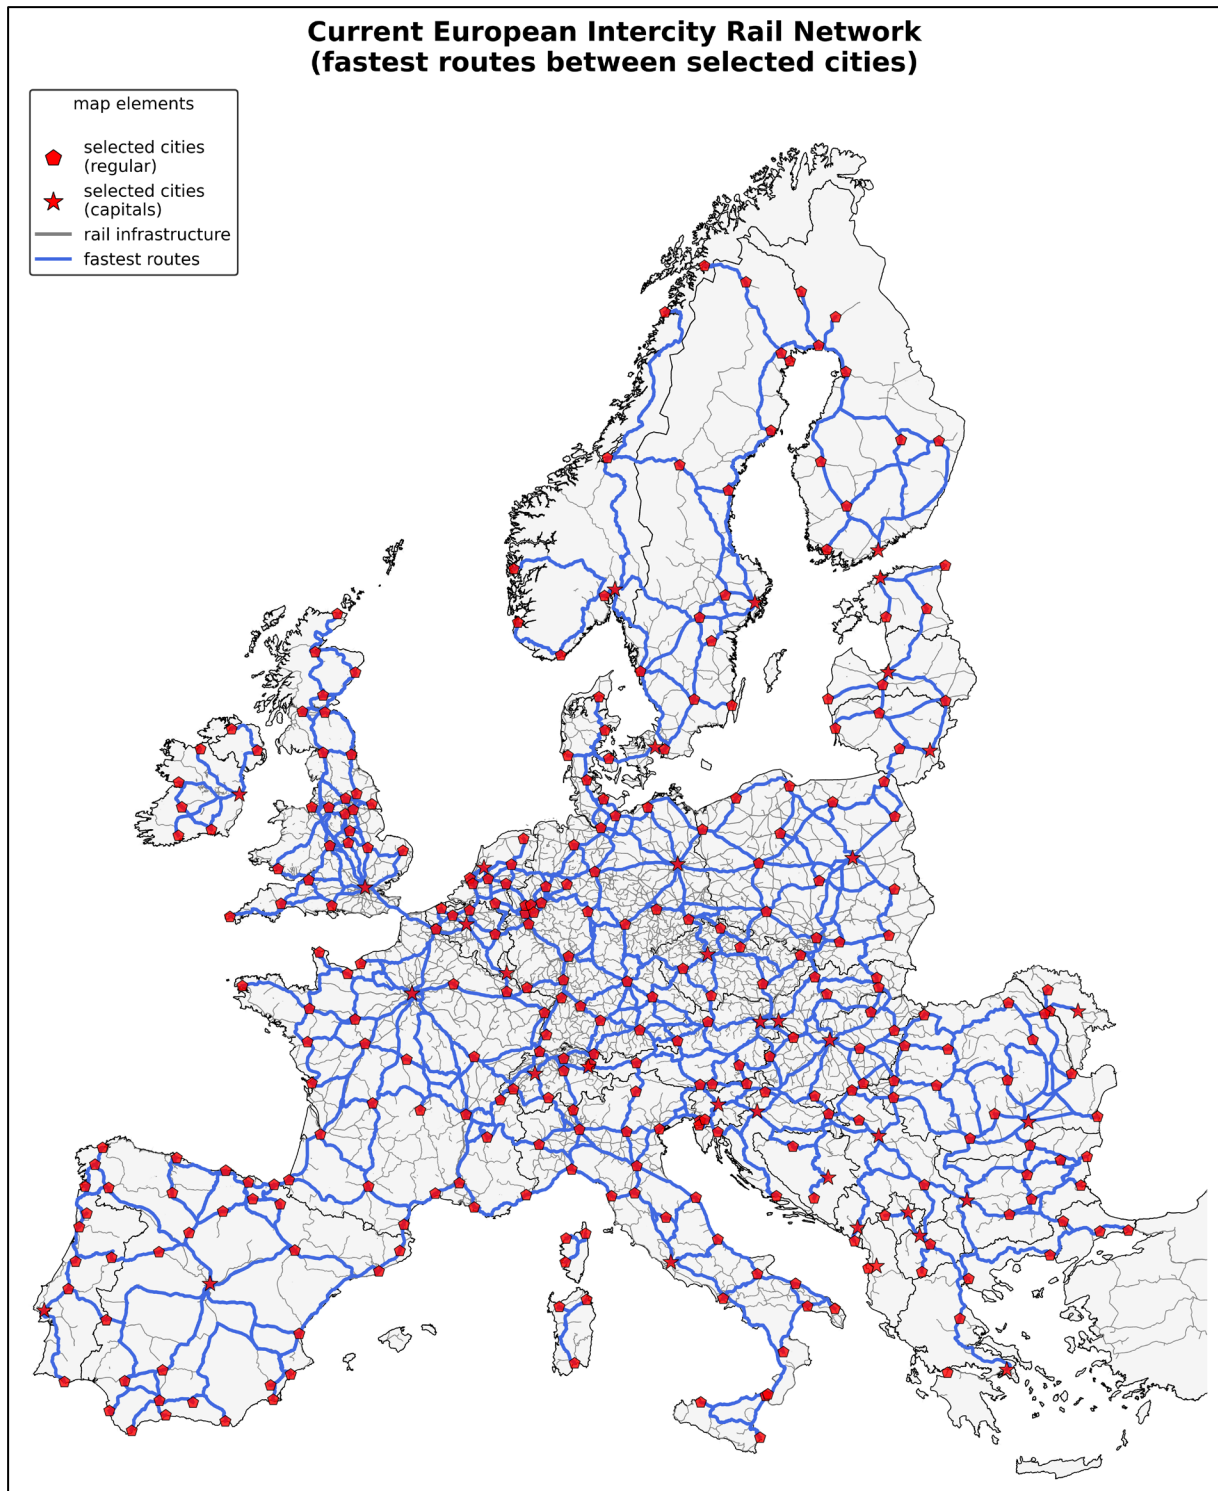 Current European Intercity Rail Network
(fastest routes between selected cities)
map elements
selected cities
(regular)
selected cities
(capitals)
rail infrastructure
fastest routes